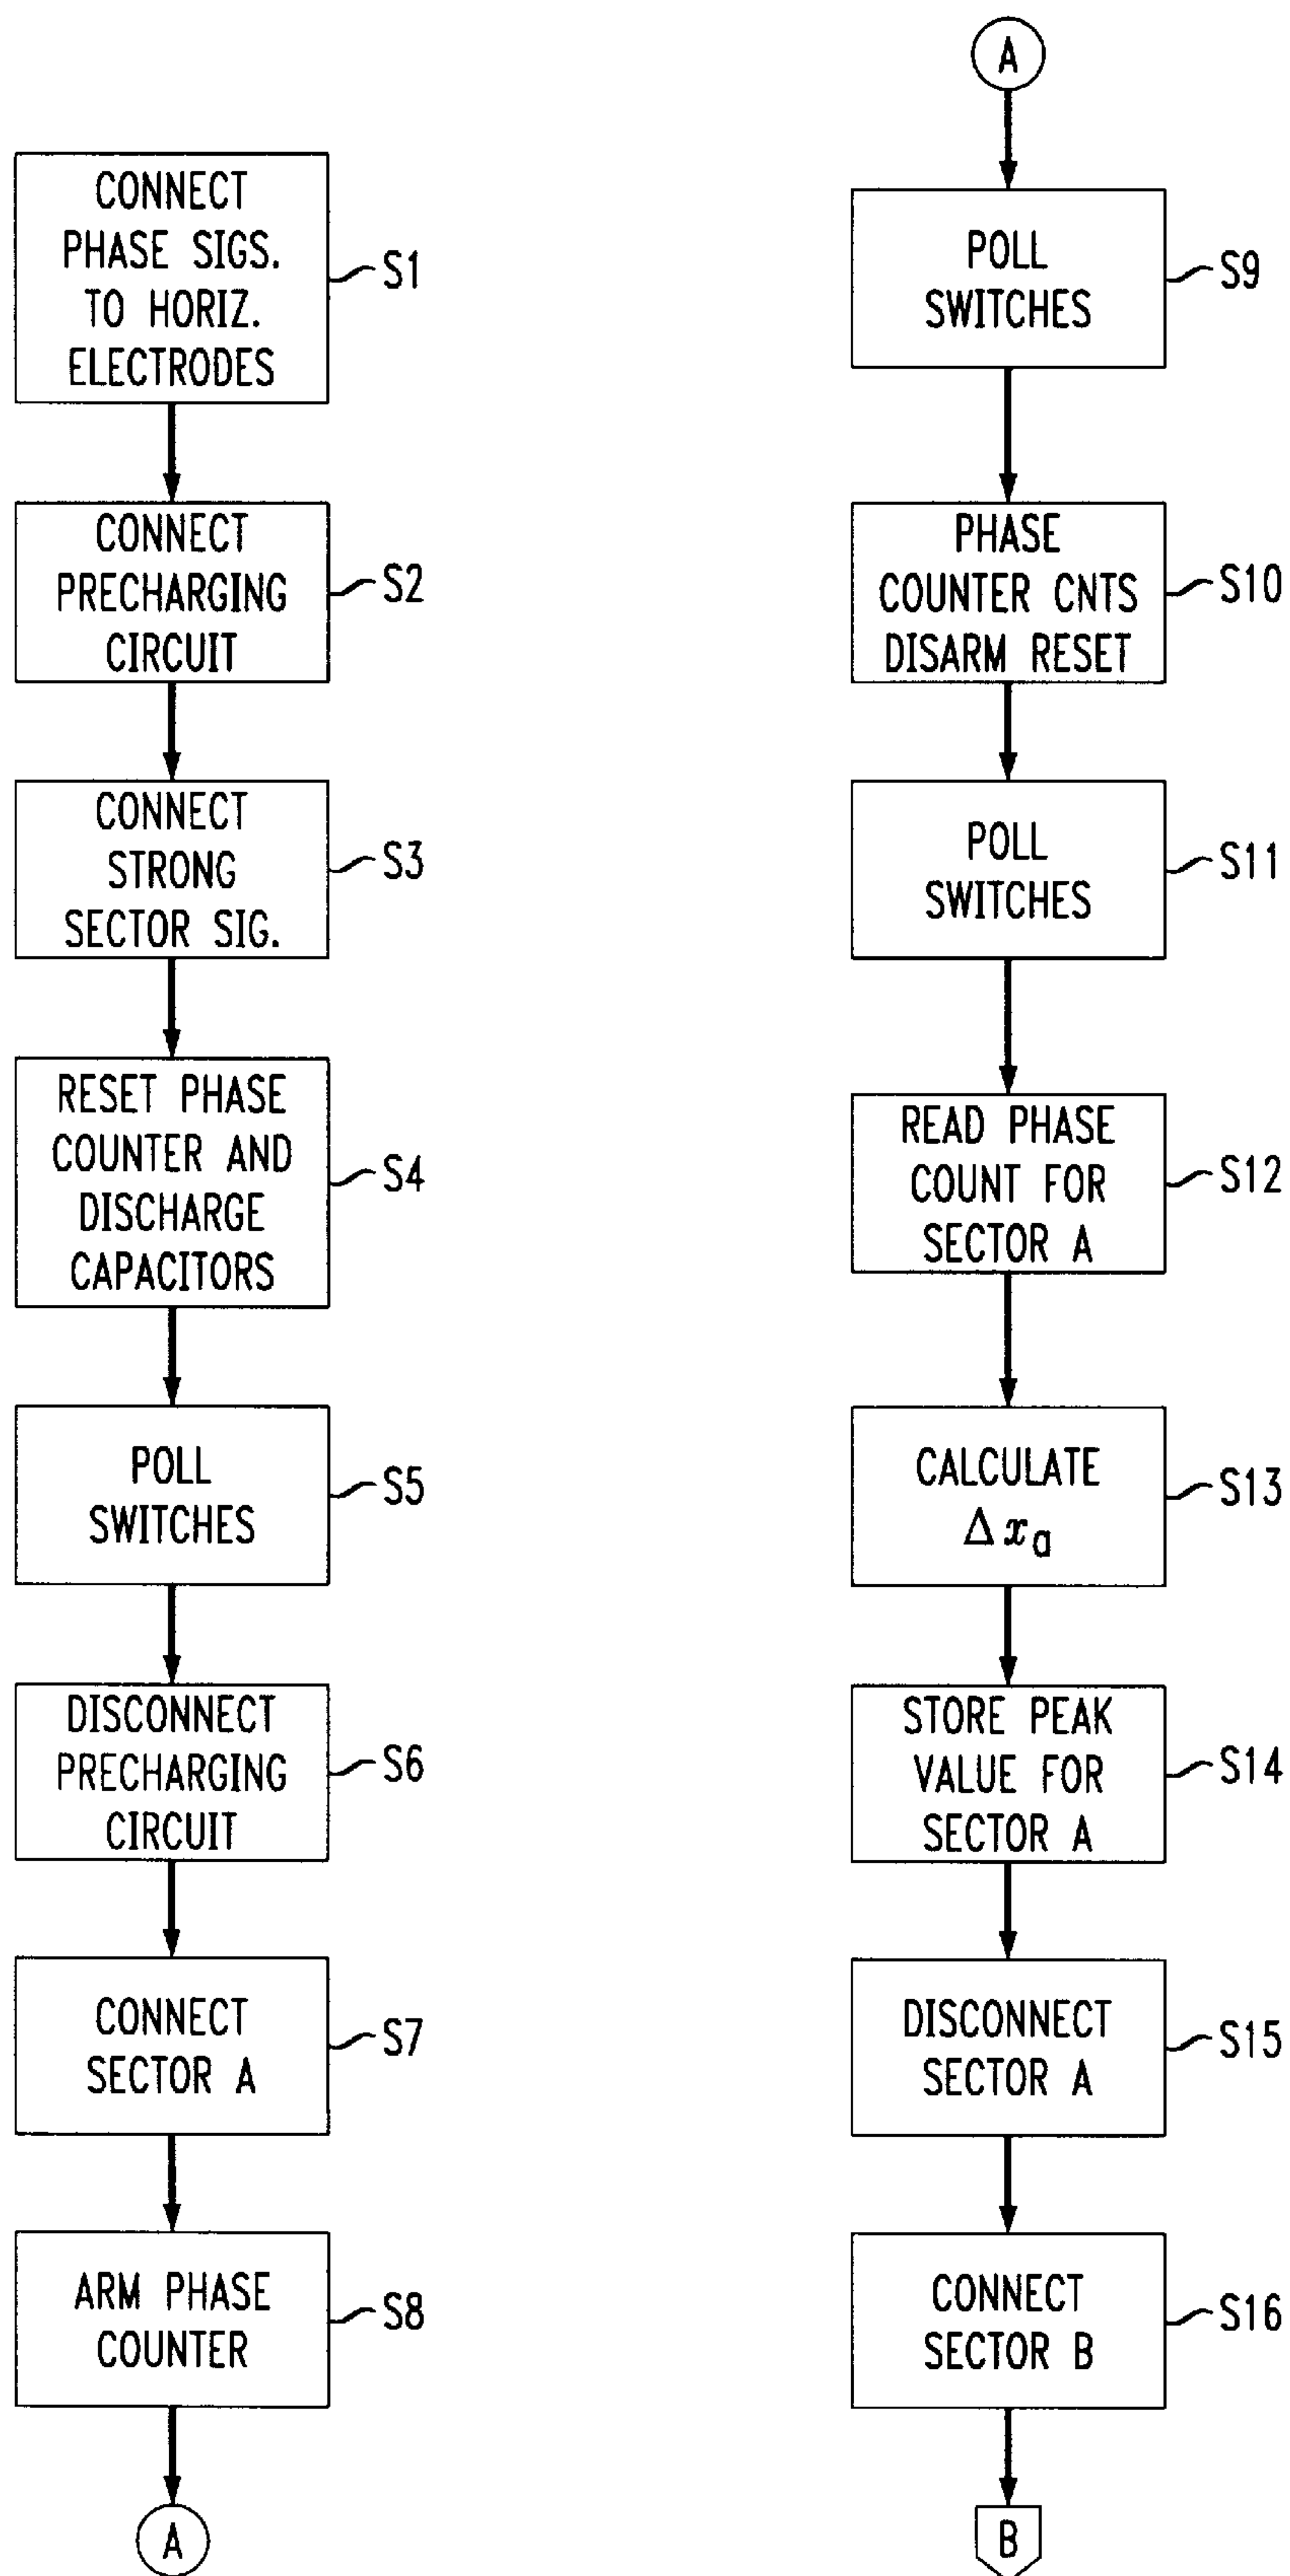 CONNECT
PHASE SIGS.
TO HORIZ.
ELECTRODES
S1
CONNECT
PRECHARGING
CIRCUIT
S2
CONNECT
STRONG
SECTOR SIG.
S3
RESET PHASE
COUNTER AND
DISCHARGE
CAPACITORS
S4
POLL
SWITCHES
S5
DISCONNECT
PRECHARGING
CIRCUIT
S6
CONNECT
SECTOR A
S7
ARM PHASE
COUNTER
S8
A
A
POLL
SWITCHES
S9
PHASE
COUNTER CNTS
DISARM RESET
S10
POLL
SWITCHES
S11
READ PHASE
COUNT FOR
SECTOR A
S12
CALCULATE
Δxₐ
S13
STORE PEAK
VALUE FOR
SECTOR A
S14
DISCONNECT
SECTOR A
S15
CONNECT
SECTOR B
S16
B